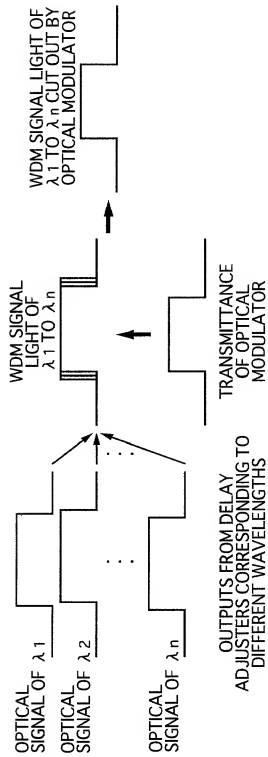 OPTICAL
SIGNAL OF λ1
OPTICAL
SIGNAL OF λ2
OPTICAL
SIGNAL OF λn
OUTPUTS FROM DELAY
ADJUSTERS CORRESPONDING TO
DIFFERENT WAVELENGTHS
WDM SIGNAL
LIGHT OF
λ1 TO λn
TRANSMITTANCE
OF OPTICAL
MODULATOR
WDM SIGNAL LIGHT OF
λ1 TO λn CUT OUT BY
OPTICAL MODULATOR